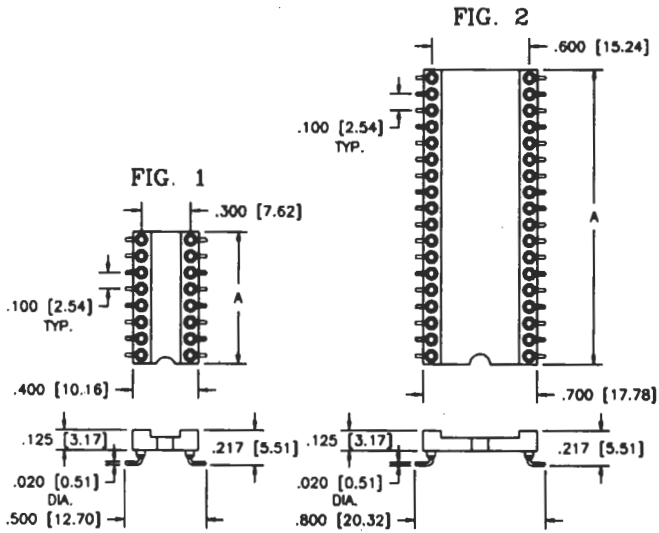 FIG. 2
.600 [15.24]
.100 [2.54]
TYP.
A
FIG. 1
.300 [7.62]
.100 [2.54]
TYP.
A
.400 [10.16]
.700 [17.78]
.125 [3.17]
.217 [5.51]
.020 [0.51]
DIA.
.500 [12.70]
.125 [3.17]
.217 [5.51]
.020 [0.51]
DIA.
.800 [20.32]